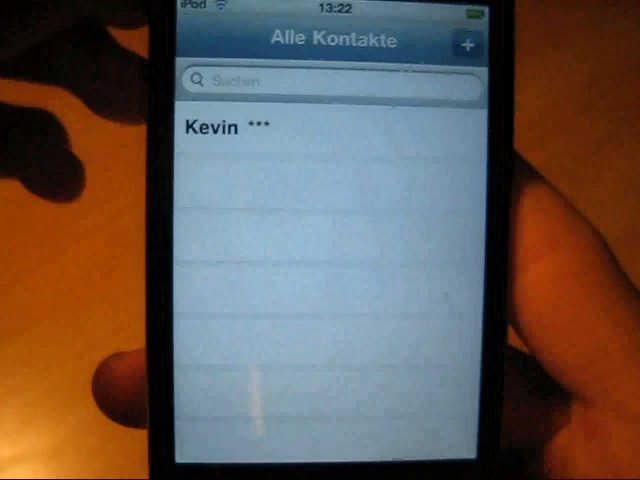 iPod 13:22
Alle Kontakte +
Suchen
Kevin ***